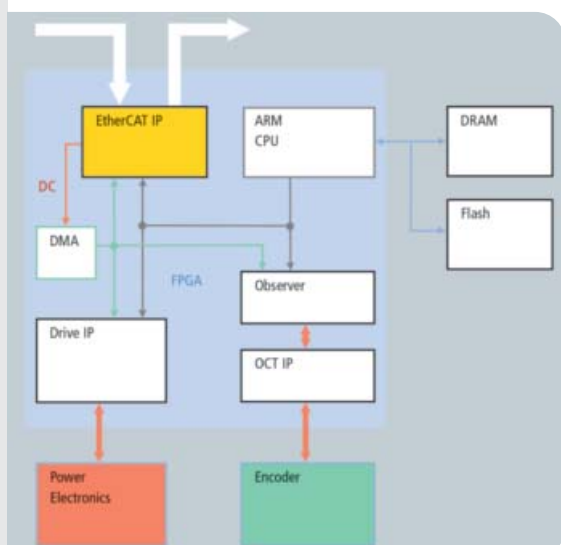 EtherCAT IP
ARM
CPU
DRAM
DC
Flash
DMA
FPGA
Observer
Drive IP
OCT IP
Power
Electronics
Encoder